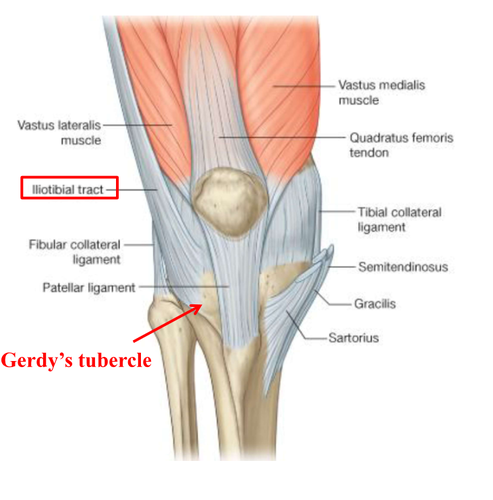 Vastus lateralis
muscle
Iliotibial tract
Fibular collateral
ligament
Patellar ligament
Gerdy's tubercle
Vastus medialis
muscle
Quadratus femoris
tendon
Tibial collateral
ligament
Semitendinosus
Gracilis
Sartorius